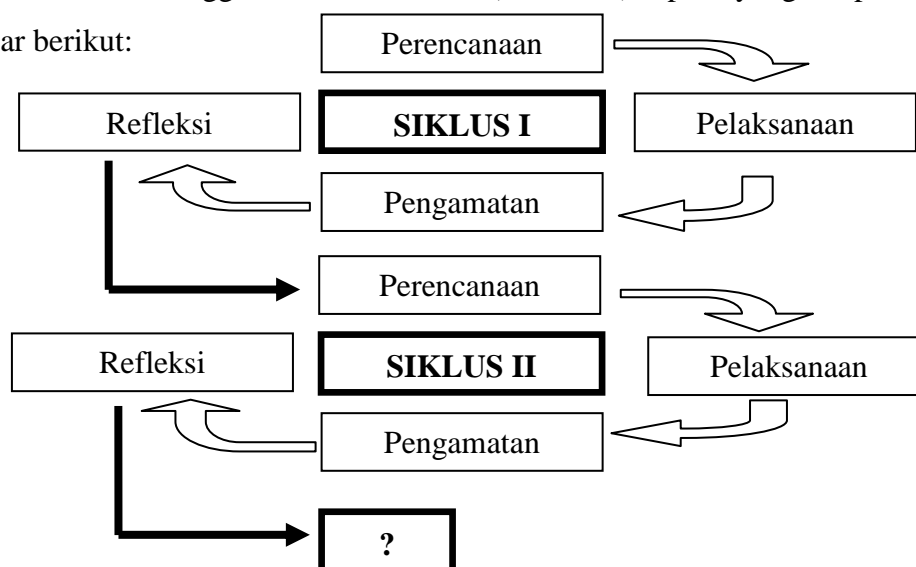 ar berikut:
Perencanaan
Refleksi
SIKLUS I
Pelaksanaan
Pengamatan
Perencanaan
Refleksi
SIKLUS II
Pelaksanaan
Pengamatan
?